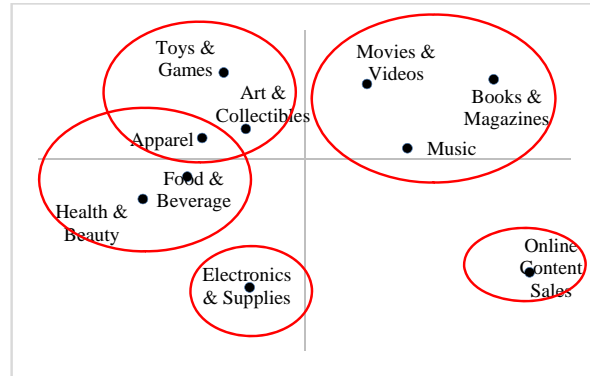 Toys &
Games
Movies &
Videos
Art &
Collectibles
Books &
Magazines
Apparel
Music
Food &
Beverage
Health &
Beauty
Electronics
& Supplies
Online
Content
Sales